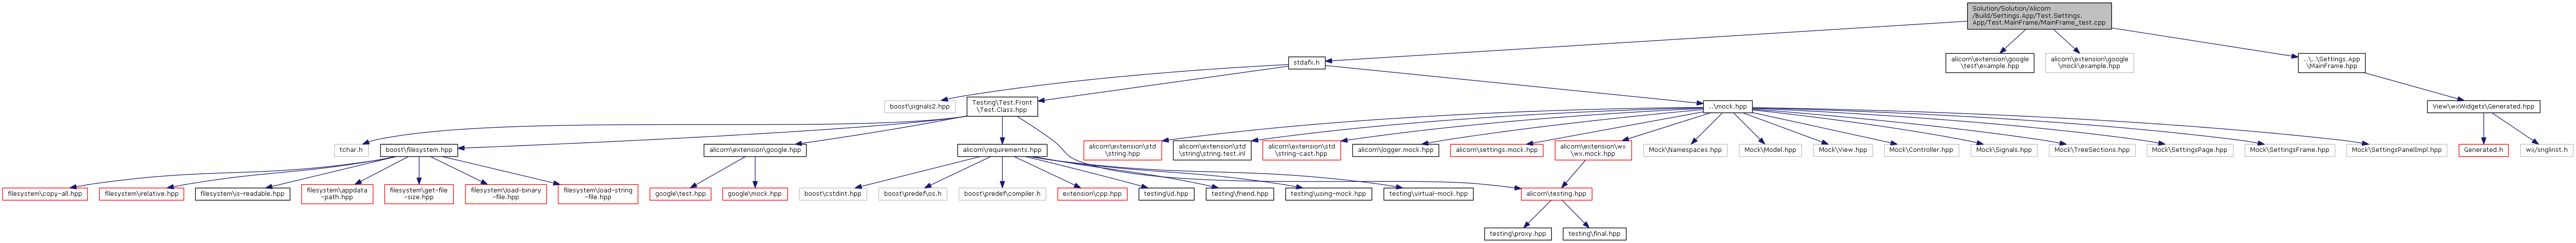 Solution/Solution/Alicorn
/Build/Settings.App/Test.Settings.
App/Test.MainFrame/MainFrame_test.cpp
stdafx.h
alicorn\extension\google
\test\example.hpp
alicorn\extension\google
\mock\example.hpp
..\..\Settings.App
\MainFrame.hpp
boost\signals2.hpp
Testing\Test.Front
\Test.Class.hpp
..\mock.hpp
View\wxWidgets\Generated.hpp
tchar.h
boost\filesystem.hpp
alicorn\extension\google.hpp
alicorn\requirements.hpp
alicorn\extension\std
\string.hpp
alicorn\extension\std
\string\string.test.inl
alicorn\extension\std
\string-cast.hpp
alicorn\logger.mock.hpp
alicorn\settings.mock.hpp
alicorn\extension\wx
\wx.mock.hpp
Mock\Namespaces.hpp
Mock\Model.hpp
Mock\View.hpp
Mock\Controller.hpp
Mock\Signals.hpp
Mock\TreeSections.hpp
Mock\SettingsPage.hpp
Mock\SettingsFrame.hpp
Mock\SettingsPanelImpl.hpp
Generated.h
wx/snglinst.h
filesystem\copy-all.hpp
filesystem\relative.hpp
filesystem\is-readable.hpp
filesystem\appdata
-path.hpp
filesystem\get-file
-size.hpp
filesystem\load-binary
-file.hpp
filesystem\load-string
-file.hpp
google\test.hpp
google\mock.hpp
boost\cstdint.hpp
boost\predef\os.h
boost\predef\compiler.h
extension\cpp.hpp
testing\id.hpp
testing\friend.hpp
testing\using-mock.hpp
testing\virtual-mock.hpp
alicorn\testing.hpp
testing\proxy.hpp
testing\final.hpp